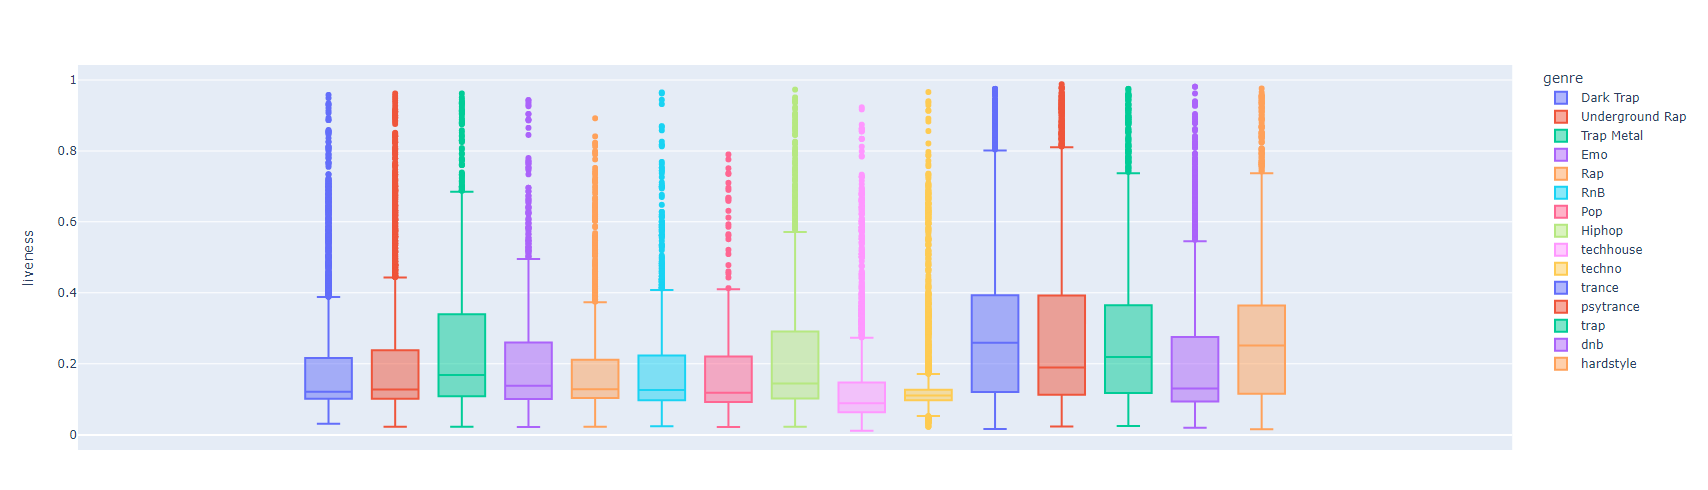 liveness
1
0.8
0.6
0.4
0.2
0
genre
Dark Trap
Underground Rap
Trap Metal
Emo
Rap
RnB
Pop
Hiphop
techhouse
techno
trance
psytrance
trap
dnb
hardstyle